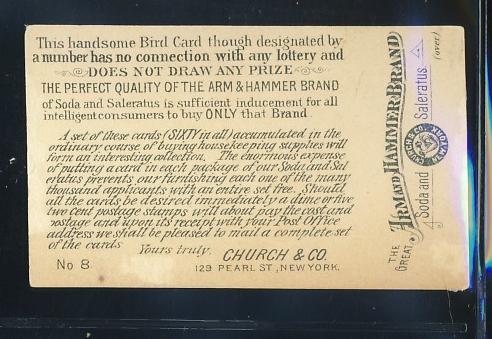 This handsome Bird Card though designated by
a number has no connection with any lottery and
DOES NOT DRAW ANY PRIZE
THE PERFECT QUALITY OF THE ARM & HAMMER BRAND
of Soda and Saleratus is sufficient inducement for all
intelligent consumers to buy ONLY that Brand.
A set of these cards (SIXTY in all) accumulated in the
ordinary course of buying housekeeping supplies will
form an interesting collection. The enormous expense
of putting a card in each package of our Soda and Sal
eratus prevents our furnishing each one of the many
thousand applicants with an entire set free. Should
all the cards be desired immediately a dime or five
two cent postage stamps will about pay the cost and
postage and upon its receipt with your Post Office
address we shall be pleased to mail a complete set
of the cards
Yours truly, CHURCH & CO.
No 8. 129 PEARL ST., NEW YORK.
THE GREAT ARM AND HAMMER BRAND
Soda and Saleratus
CHURCH & CO.
NEW YORK
(over)